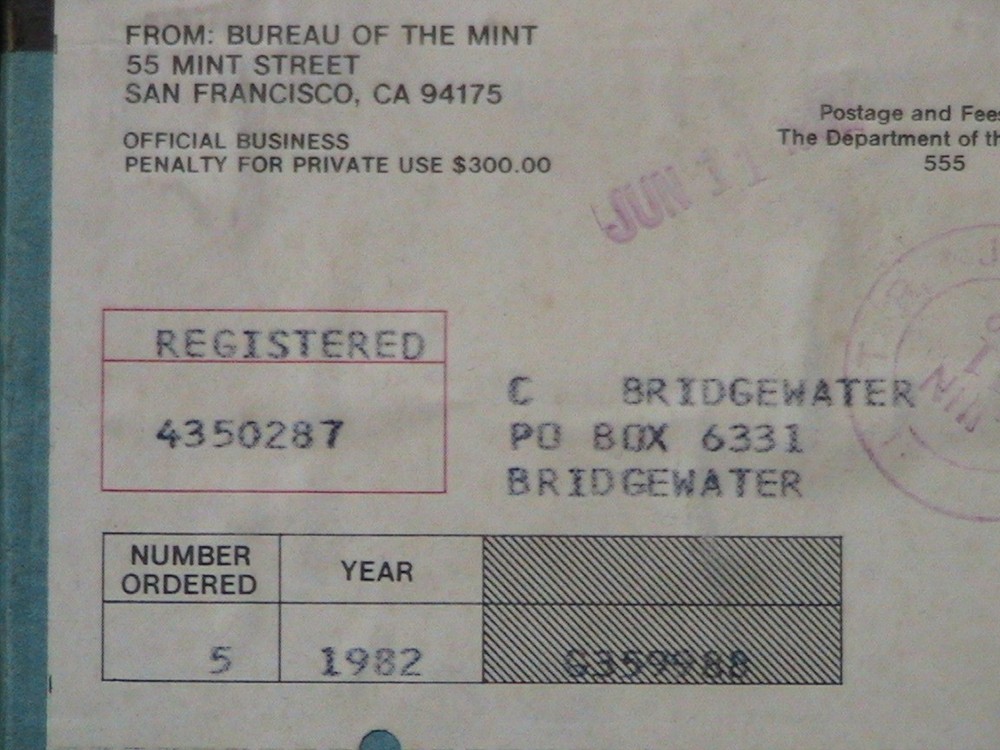 FROM: BUREAU OF THE MINT
55 MINT STREET
SAN FRANCISCO, CA 94175
OFFICIAL BUSINESS
PENALTY FOR PRIVATE USE $300.00
Postage and Fees
The Department of th
555
JUN 11
REGISTERED
4350287
C BRIDGEWATER
PO BOX 6331
BRIDGEWATER
NUMBER ORDERED
YEAR
5
1982
G359988